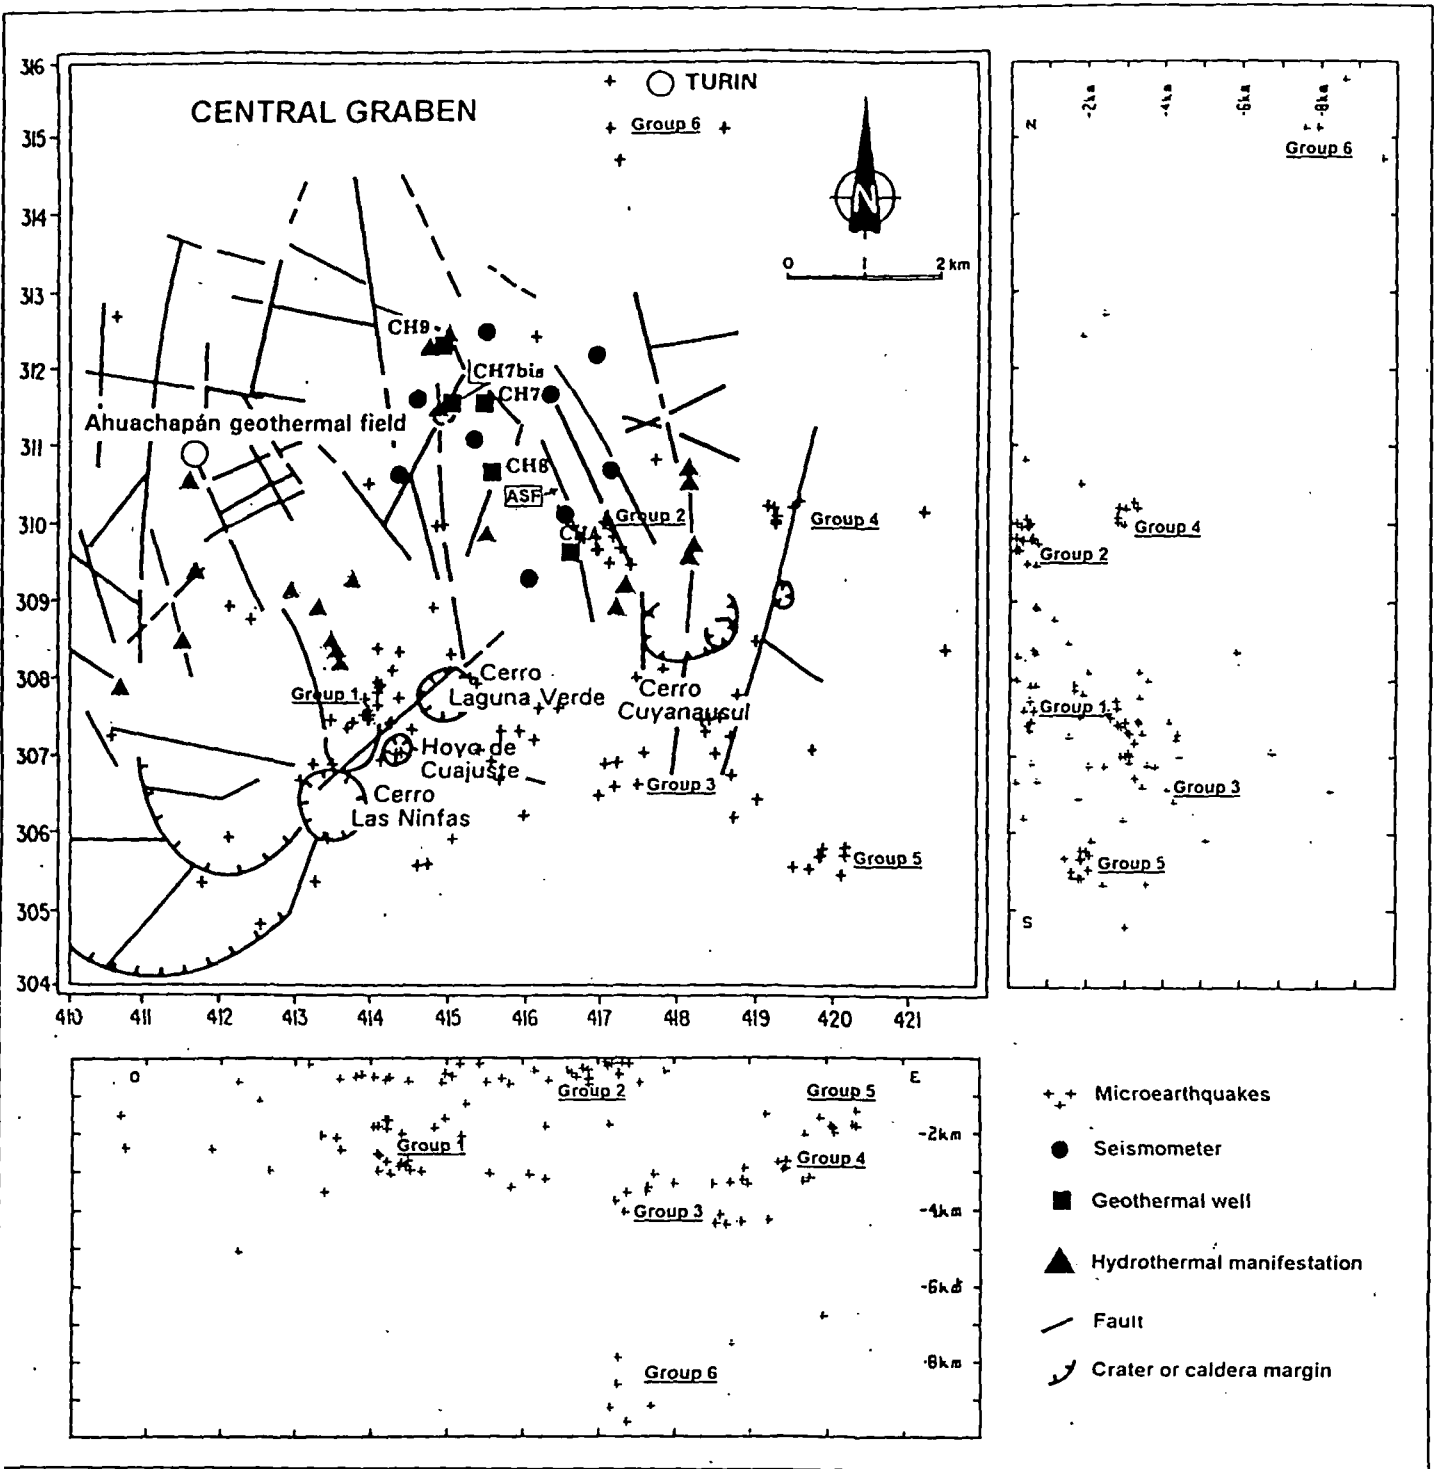 316
315
314
313
312
311
310
309
308
307
306
305
304
410
411
412
413
414
415
416
417
418
419
420
421
CENTRAL GRABEN
TURIN
Group 6
N
0
2 km
CH9
CH7bis
CH7
Ahuachapán geothermal field
CH8
ASF
Group 2
CHA
Group 4
Group 1
Cerro
Laguna Verde
Cerro
Cuyanausul
Hoyo de
Cuajuste
Group 3
Cerro
Las Ninfas
Group 5
-2km
-4km
-6km
-8km
N
Group 6
Group 4
Group 2
Group 1
Group 3
Group 5
S
O
E
Group 2
Group 5
-2km
Group 1
Group 4
Group 3
-4km
-6km
-8km
Group 6
Microearthquakes
Seismometer
Geothermal well
Hydrothermal manifestation
Fault
Crater or caldera margin